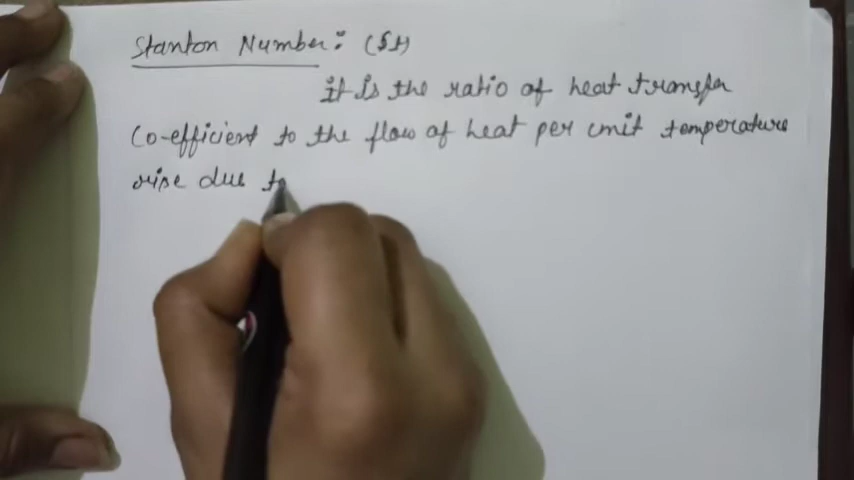 Stanton Number: (St)
it is the ratio of heat transfer
Co-efficient to the flow of heat per unit temperature
rise due to